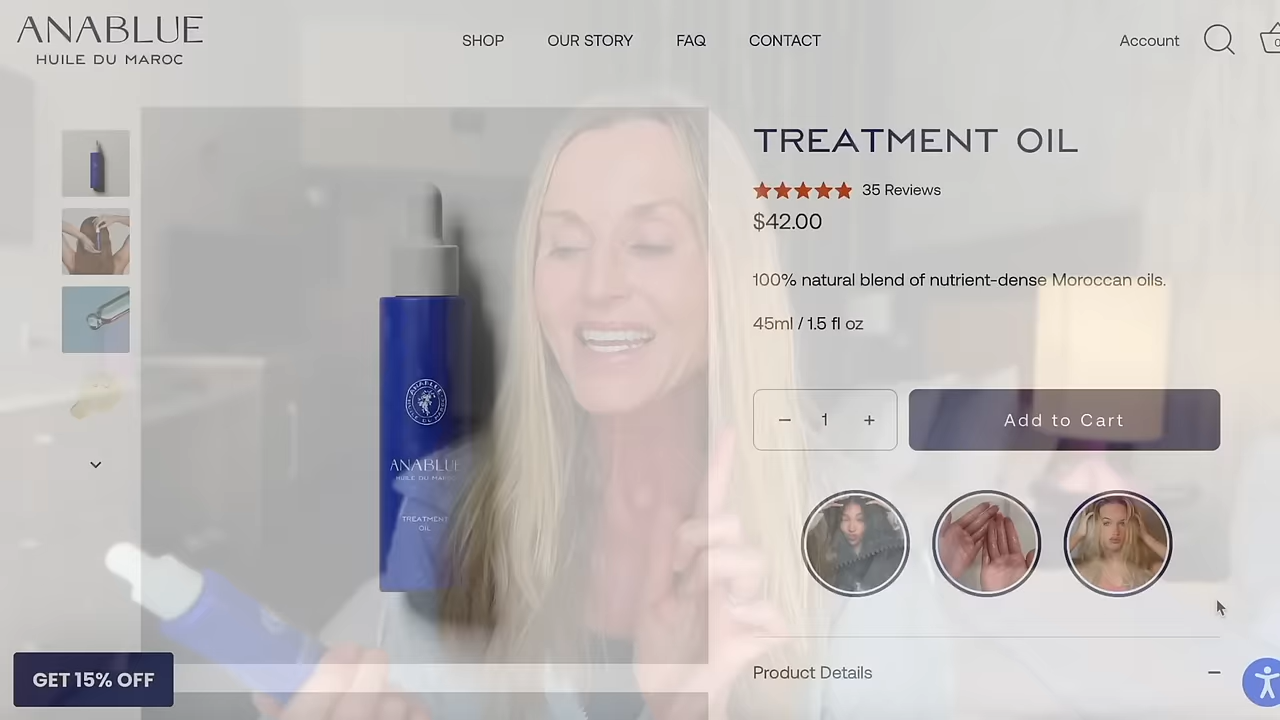 ANABLUE
HUILE DU MAROC
SHOP
OUR STORY
FAQ
CONTACT
Account
0
TREATMENT OIL
35 Reviews
$42.00
100% natural blend of nutrient-dense Moroccan oils.
45ml / 1.5 fl oz
− 1 +
Add to Cart
ANABLUE
HUILE DU MAROC
TREATMENT
OIL
Product Details
GET 15% OFF